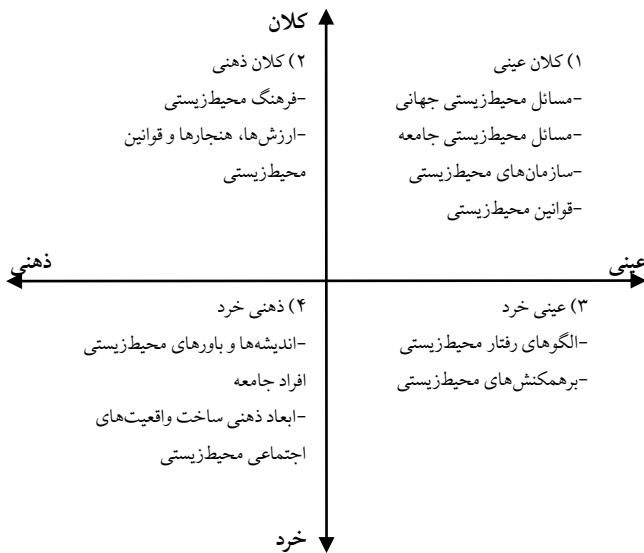 کلان
۱) کلان عینی
-مسائل محیط‌زیستی جهانی
-مسائل محیط‌زیستی جامعه
-سازمان‌های محیط‌زیستی
-قوانین محیط‌زیستی
۲) کلان ذهنی
-فرهنگ محیط‌زیستی
-ارزش‌ها، هنجارها و قوانین
محیط‌زیستی
عینی
ذهنی
۳) عینی خرد
-الگوهای رفتار محیط‌زیستی
-برهمکنش‌های محیط‌زیستی
۴) ذهنی خرد
-اندیشه‌ها و باورهای محیط‌زیستی
افراد جامعه
-ابعاد ذهنی ساخت واقعیت‌های
اجتماعی محیط‌زیستی
خرد